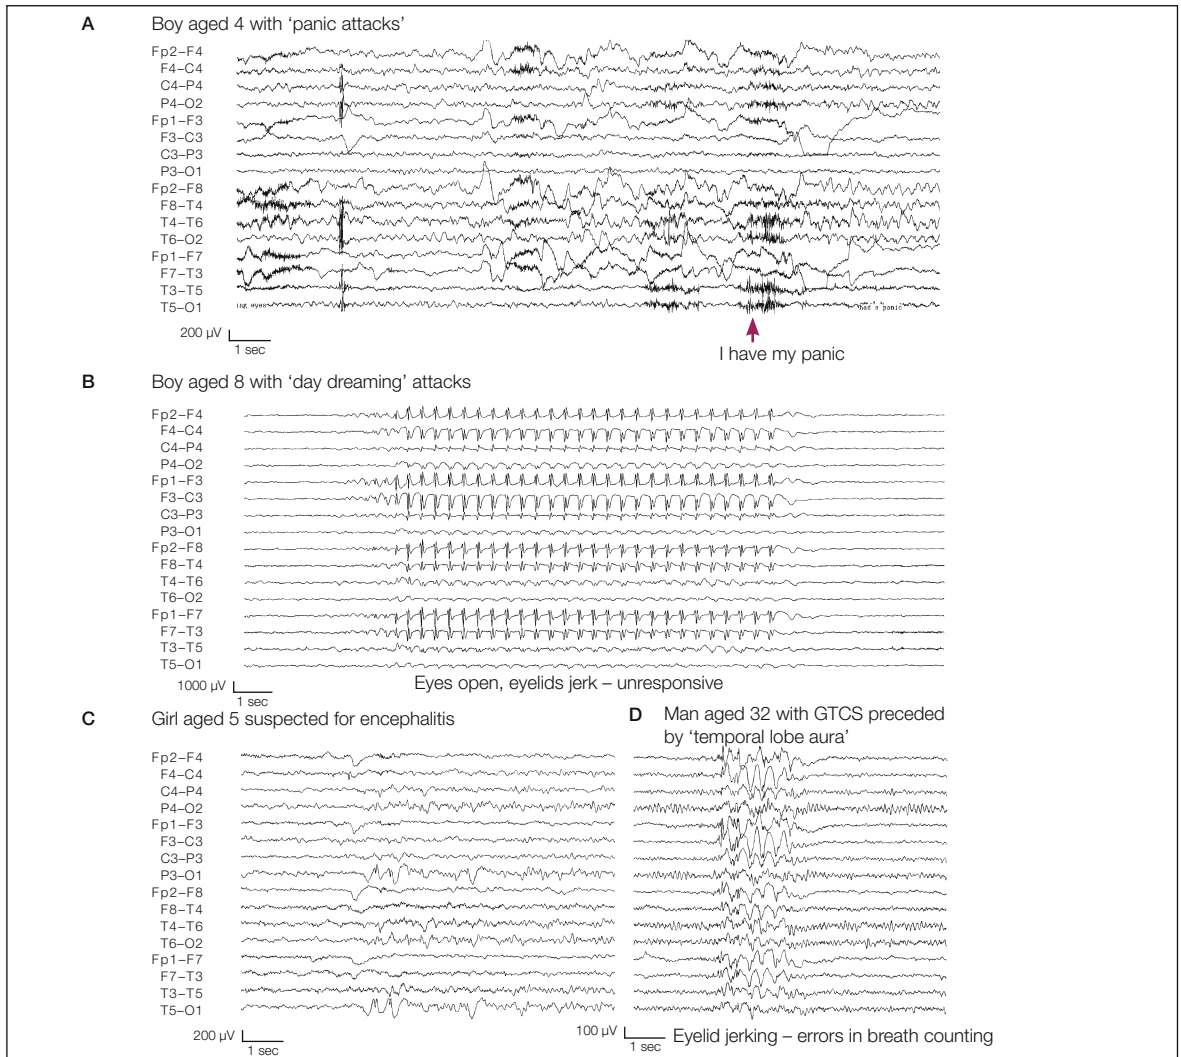 A Boy aged 4 with ‘panic attacks’
Fp2–F4
F4–C4
C4–P4
P4–O2
Fp1–F3
F3–C3
C3–P3
P3–O1
Fp2–F8
F8–T4
T4–T6
T6–O2
Fp1–F7
F7–T3
T3–T5
T5–O1
ing eyes
had a panic
200 µV
1 sec
I have my panic
B Boy aged 8 with ‘day dreaming’ attacks
Fp2–F4
F4–C4
C4–P4
P4–O2
Fp1–F3
F3–C3
C3–P3
P3–O1
Fp2–F8
F8–T4
T4–T6
T6–O2
Fp1–F7
F7–T3
T3–T5
T5–O1
1000 µV
1 sec
Eyes open, eyelids jerk – unresponsive
C Girl aged 5 suspected for encephalitis
Fp2–F4
F4–C4
C4–P4
P4–O2
Fp1–F3
F3–C3
C3–P3
P3–O1
Fp2–F8
F8–T4
T4–T6
T6–O2
Fp1–F7
F7–T3
T3–T5
T5–O1
200 µV
1 sec
D Man aged 32 with GTCS preceded
by ‘temporal lobe aura’
100 µV
1 sec
Eyelid jerking – errors in breath counting